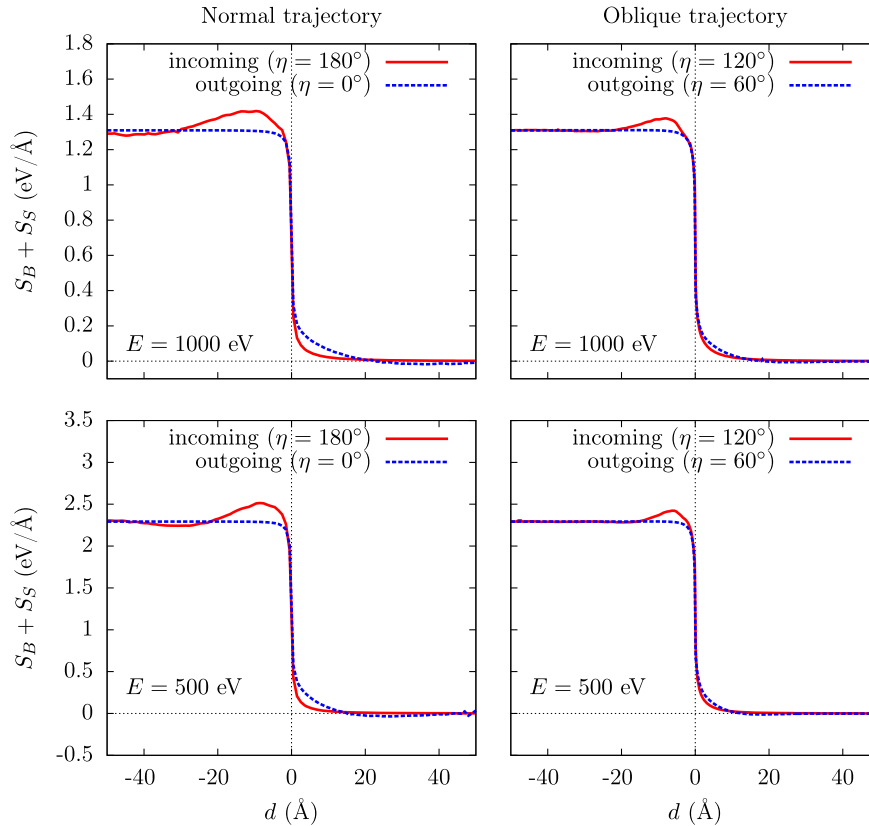 Normal trajectory
Oblique trajectory
1.8
1.6
1.4
1.2
1
0.8
0.6
0.4
0.2
0
S_B + S_S (eV/Å)
incoming (η = 180°)
outgoing (η = 0°)
E = 1000 eV
incoming (η = 120°)
outgoing (η = 60°)
E = 1000 eV
3.5
3
2.5
2
1.5
1
0.5
0
-0.5
S_B + S_S (eV/Å)
incoming (η = 180°)
outgoing (η = 0°)
E = 500 eV
-40 -20 0 20 40
d (Å)
incoming (η = 120°)
outgoing (η = 60°)
E = 500 eV
-40 -20 0 20 40
d (Å)